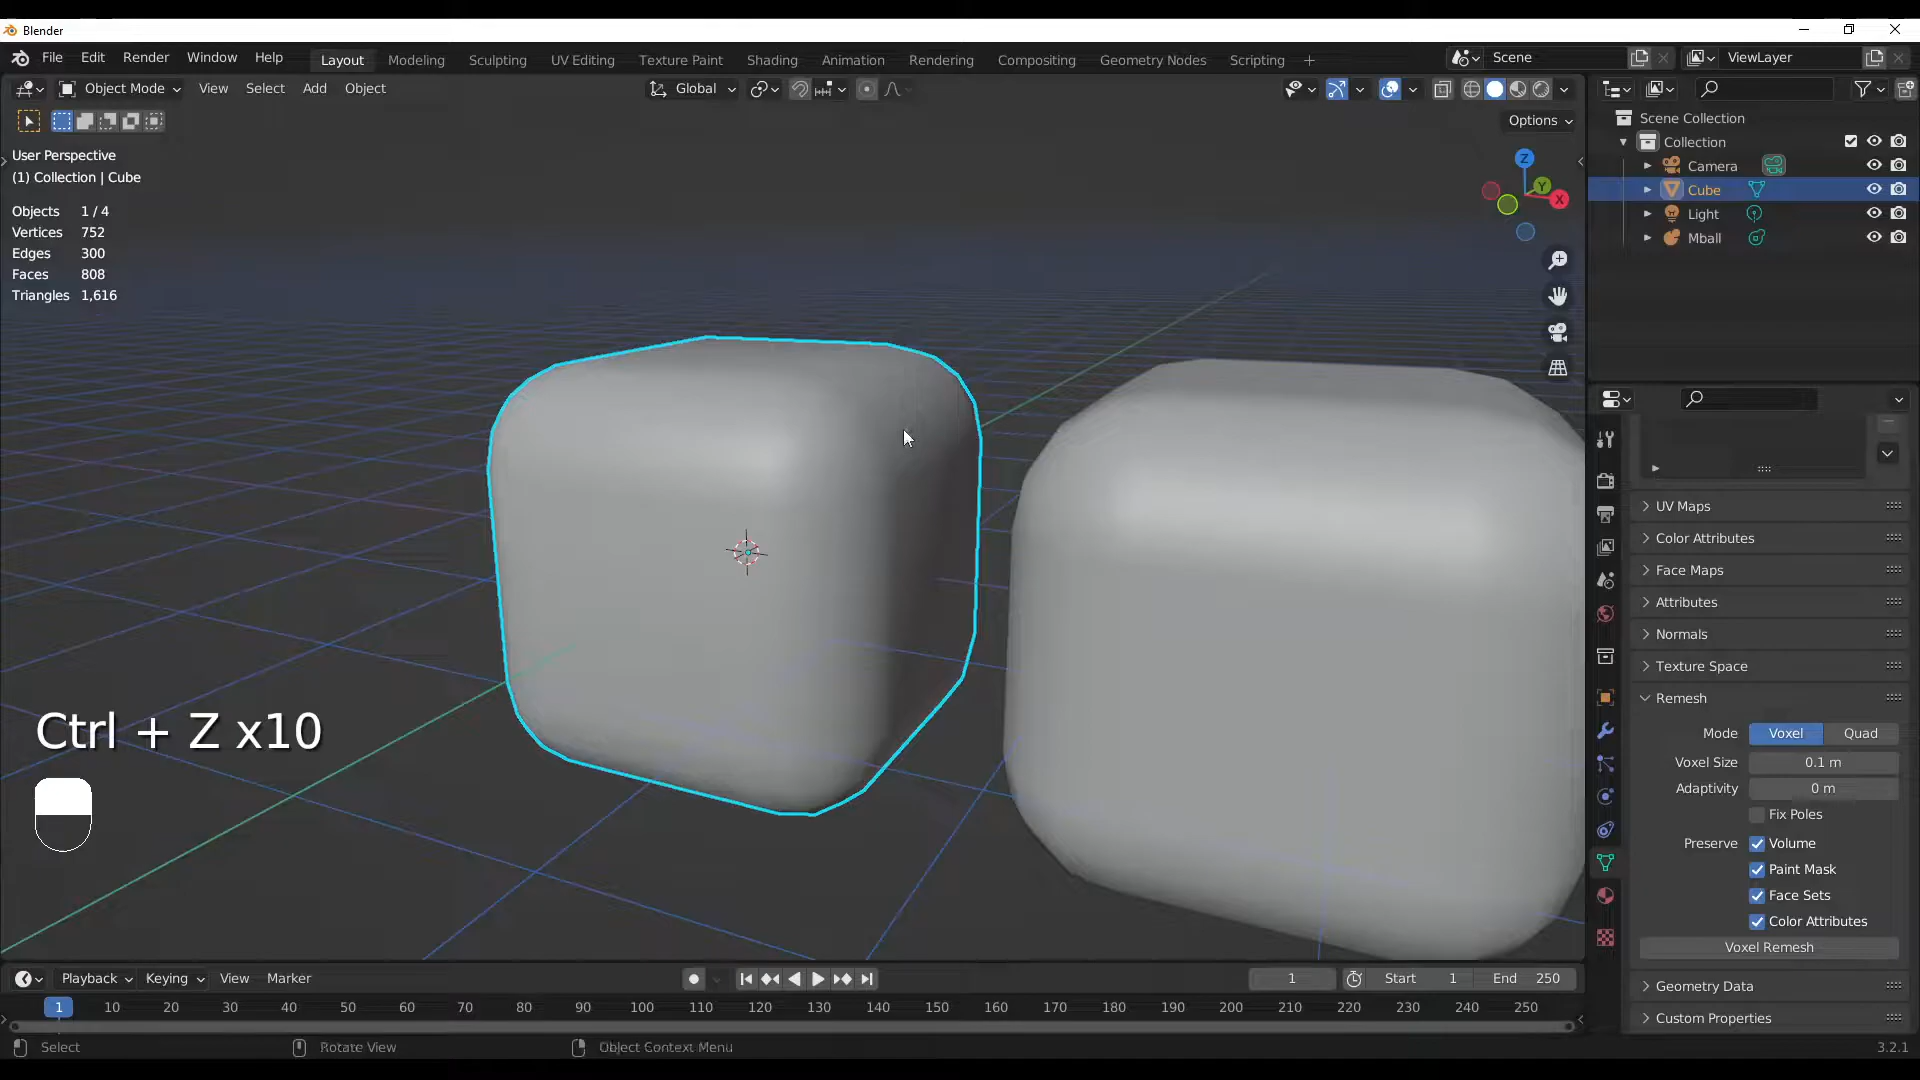 Blender
File Edit Render Window Help Layout Modeling Sculpting UV Editing Texture Paint Shading Animation Rendering Compositing Geometry Nodes Scripting + Scene ViewLayer
Object Mode View Select Add Object Global
Options
User Perspective
(1) Collection | Cube
Objects 1 / 4
Vertices 752
Edges 300
Faces 808
Triangles 1,616
Z
Y
X
Scene Collection
Collection
Camera
Cube
Light
Mball
UV Maps
Color Attributes
Face Maps
Attributes
Normals
Texture Space
Remesh
Mode Voxel Quad
Voxel Size 0.1 m
Adaptivity 0 m
Fix Poles
Preserve Volume
Paint Mask
Face Sets
Color Attributes
Voxel Remesh
Geometry Data
Custom Properties
Ctrl + Z x10
Playback Keying View Marker 1 Start 1 End 250
1 10 20 30 40 50 60 70 80 90 100 110 120 130 140 150 160 170 180 190 200 210 220 230 240 250
Select Rotate View Object Context Menu 3.2.1